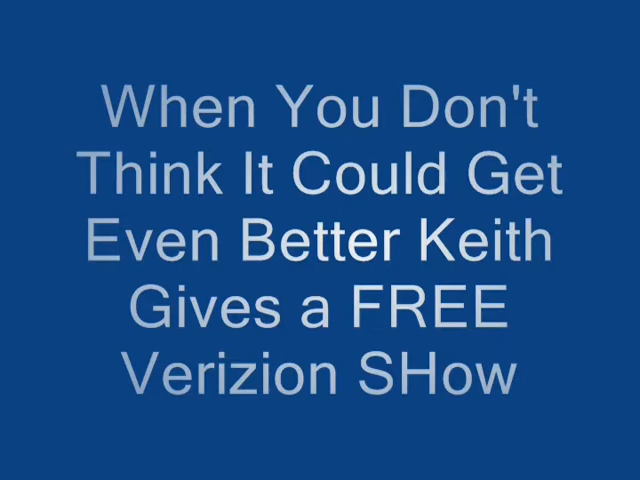 When You Don't
Think It Could Get
Even Better Keith
Gives a FREE
Verizion SHow